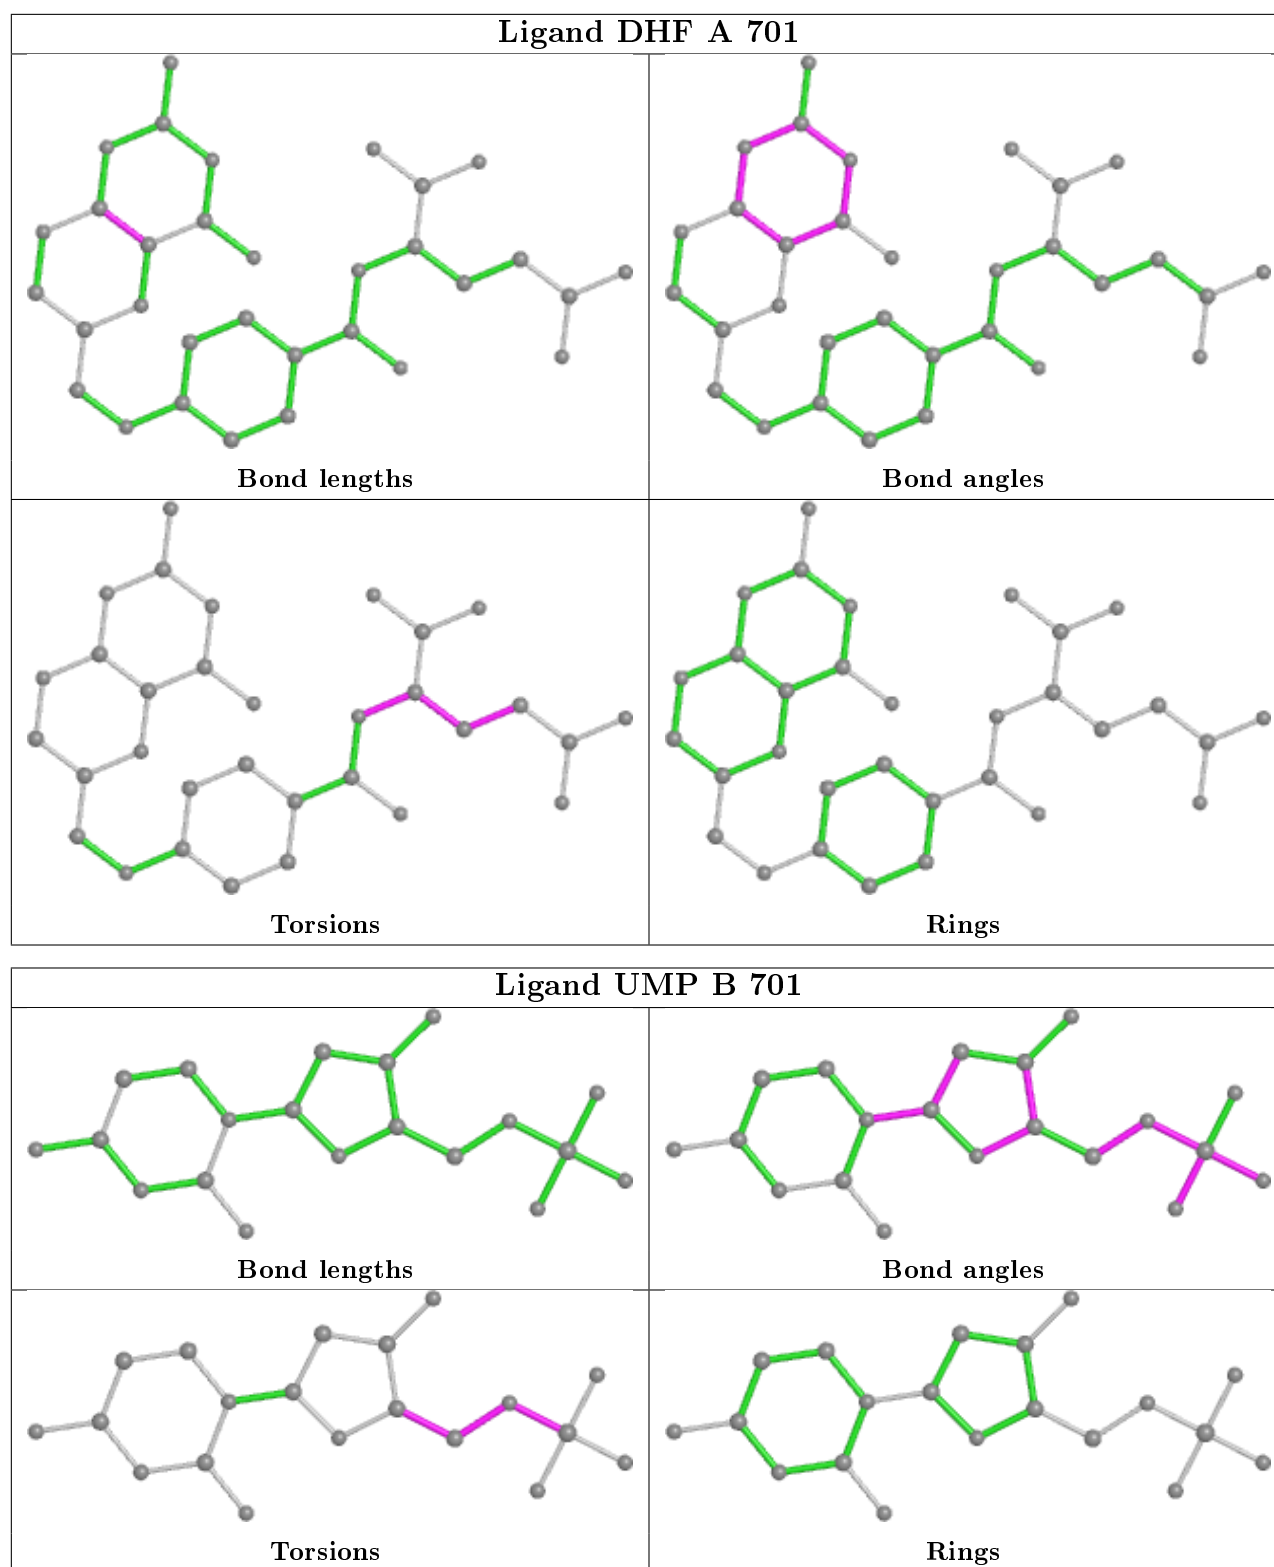 Ligand DHF A 701
Bond lengths
Bond angles
Torsions
Rings
Ligand UMP B 701
Bond lengths
Bond angles
Torsions
Rings